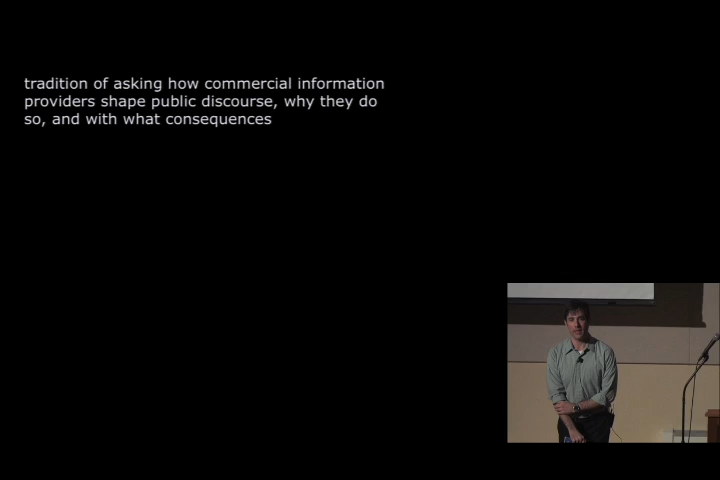 tradition of asking how commercial information
providers shape public discourse, why they do
so, and with what consequences